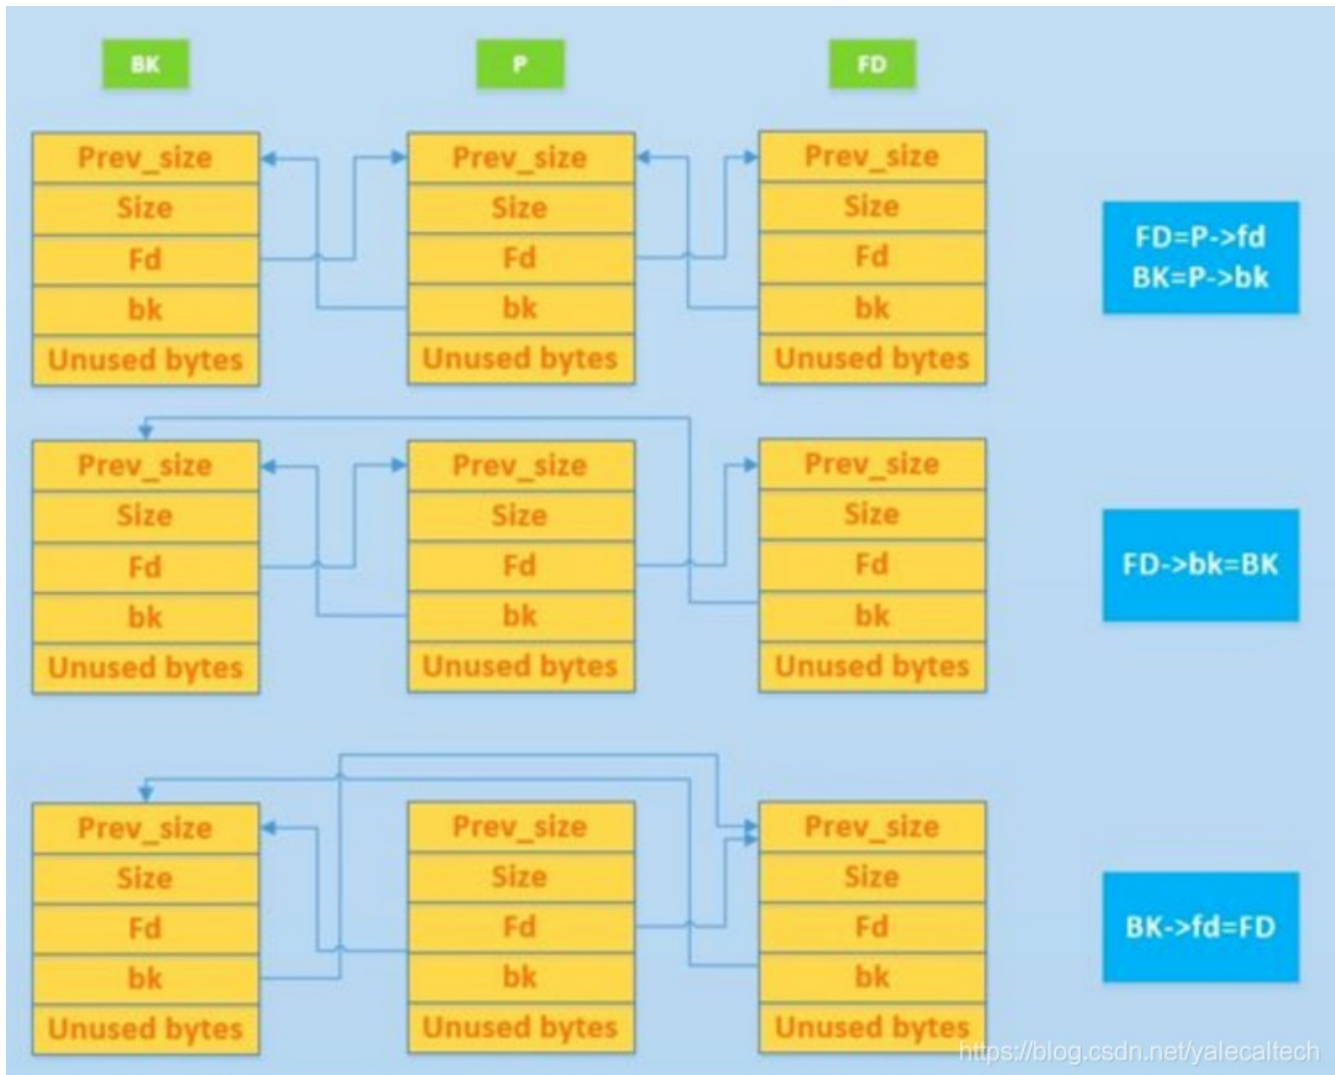 BK
P
FD
Prev_size
Size
Fd
bk
Unused bytes
Prev_size
Size
Fd
bk
Unused bytes
Prev_size
Size
Fd
bk
Unused bytes
FD=P->fd
BK=P->bk
Prev_size
Size
Fd
bk
Unused bytes
Prev_size
Size
Fd
bk
Unused bytes
Prev_size
Size
Fd
bk
Unused bytes
FD->bk=BK
Prev_size
Size
Fd
bk
Unused bytes
Prev_size
Size
Fd
bk
Unused bytes
Prev_size
Size
Fd
bk
Unused bytes
BK->fd=FD
https://blog.csdn.net/yalecaltech